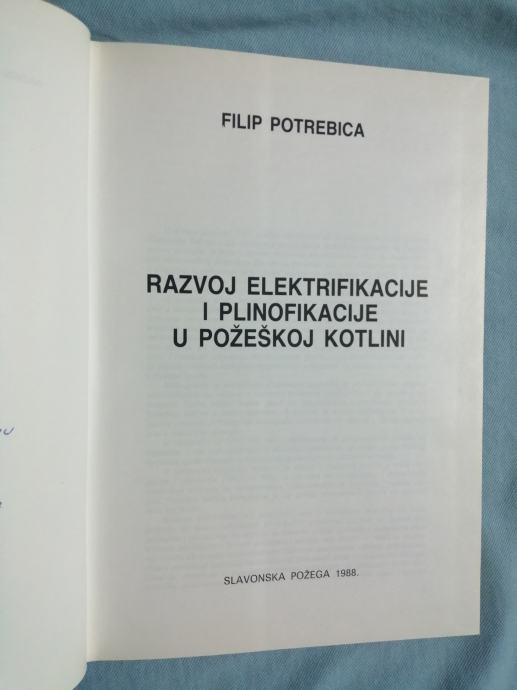 FILIP POTREBICA
RAZVOJ ELEKTRIFIKACIJE
I PLINOFIKACIJE
U POŽEŠKOJ KOTLINI
SLAVONSKA POŽEGA 1988.